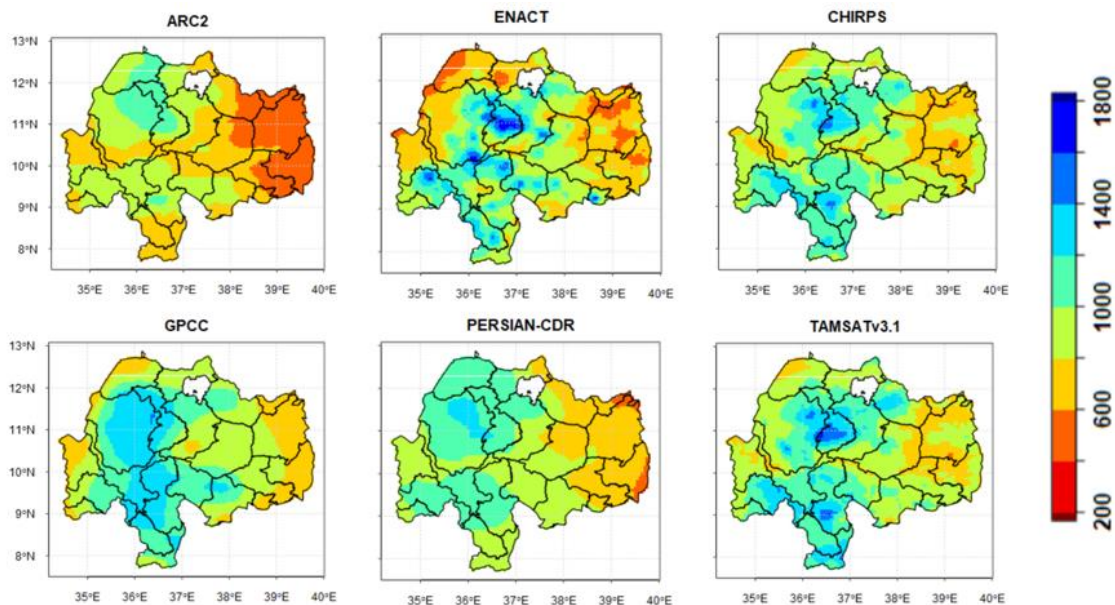 ARC2 ENACT CHIRPS
13°N
12°N
11°N
10°N
9°N
8°N
35°E 36°E 37°E 38°E 39°E 40°E 35°E 36°E 37°E 38°E 39°E 40°E 35°E 36°E 37°E 38°E 39°E 40°E
GPCC PERSIAN-CDR TAMSATv3.1
13°N
12°N
11°N
10°N
9°N
8°N
35°E 36°E 37°E 38°E 39°E 40°E 35°E 36°E 37°E 38°E 39°E 40°E 35°E 36°E 37°E 38°E 39°E 40°E
1800
1400
1000
600
200